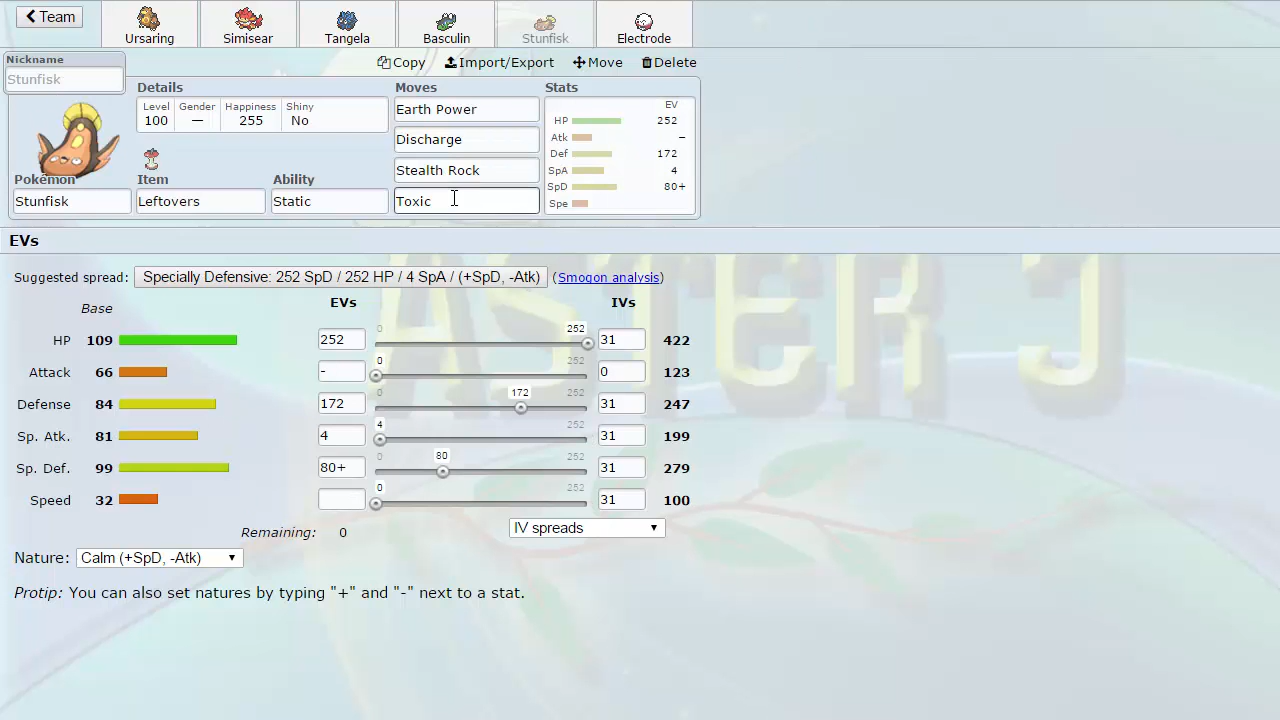 Team
Ursaring
Simisear
Tangela
Basculin
Stunfisk
Electrode
Nickname
Stunfisk
Copy
Import/Export
Move
Delete
Details
Moves
Stats
Level
Gender
Happiness
Shiny
100
—
255
No
Earth Power
Discharge
Stealth Rock
Toxic
EV
HP 252
Atk –
Def 172
SpA 4
SpD 80+
Spe
Pokémon
Item
Ability
Stunfisk
Leftovers
Static
EVs
Suggested spread: Specially Defensive: 252 SpD / 252 HP / 4 SpA / (+SpD, -Atk) (Smogon analysis)
Base EVs IVs
0 252 252
HP 109 252 31 422
0 252
Attack 66 - 0 123
0 172 252
Defense 84 172 31 247
4 252
Sp. Atk. 81 4 31 199
0 80 252
Sp. Def. 99 80+ 31 279
0 252
Speed 32 31 100
Remaining: 0
IV spreads
Nature: Calm (+SpD, -Atk)
Protip: You can also set natures by typing "+" and "-" next to a stat.
ASTER J